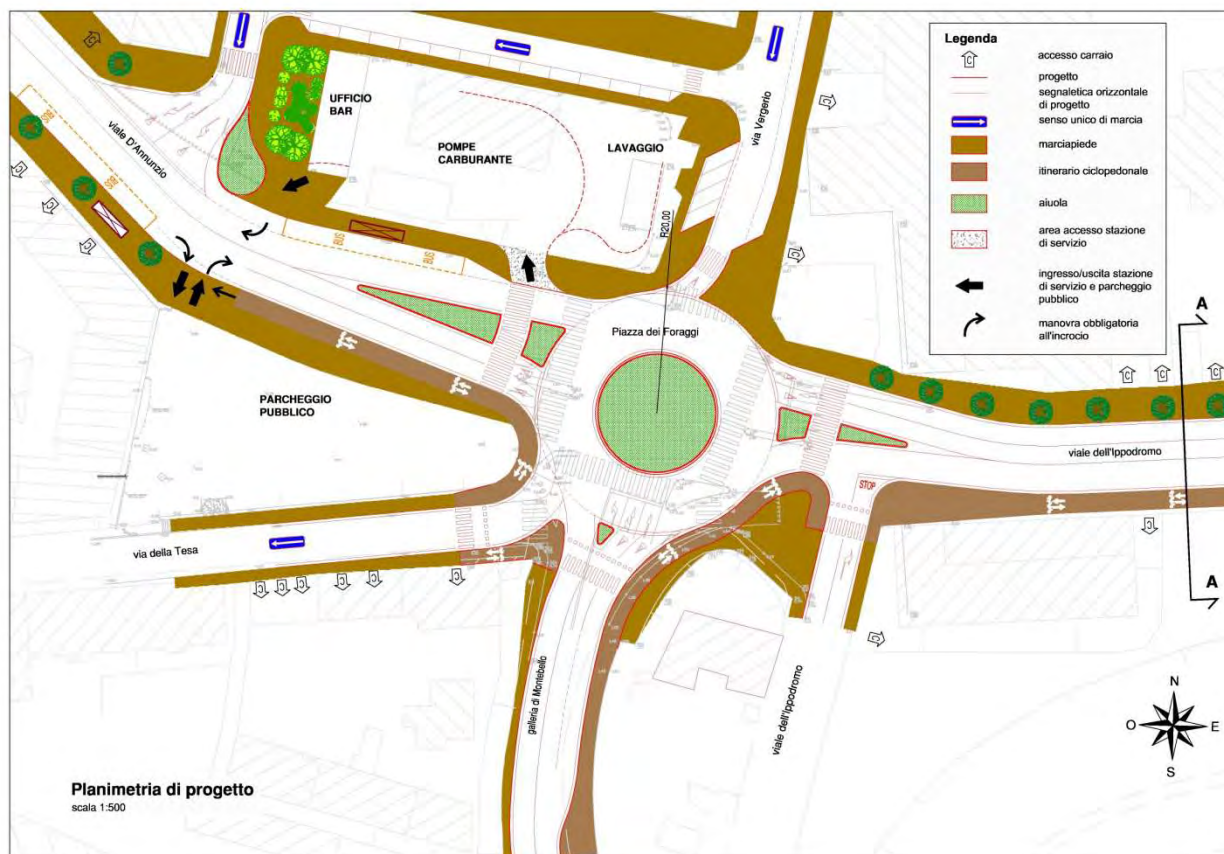 Legenda
C
accesso carraio
progetto
segnaletica orizzontale
di progetto
senso unico di marcia
marciapiede
itinerario ciclopedonale
aiuola
area accesso stazione
di servizio
ingresso/uscita stazione
di servizio e parcheggio
pubblico
manovra obbligatoria
all'incrocio
A
A
C
BUS
BUS
viale D'Annunzio
UFFICIO
BAR
POMPE
CARBURANTE
LAVAGGIO
via Vergerio
C
C
C
C
C
BUS
BUS
R20,00
Piazza dei Foraggi
PARCHEGGIO
PUBBLICO
C
C
C
viale dell'Ippodromo
STOP
C
via della Tesa
C
C
C
C
C
C
galleria di Montebello
viale dell'Ippodromo
C
N
O
E
S
Planimetria di progetto
scala 1:500